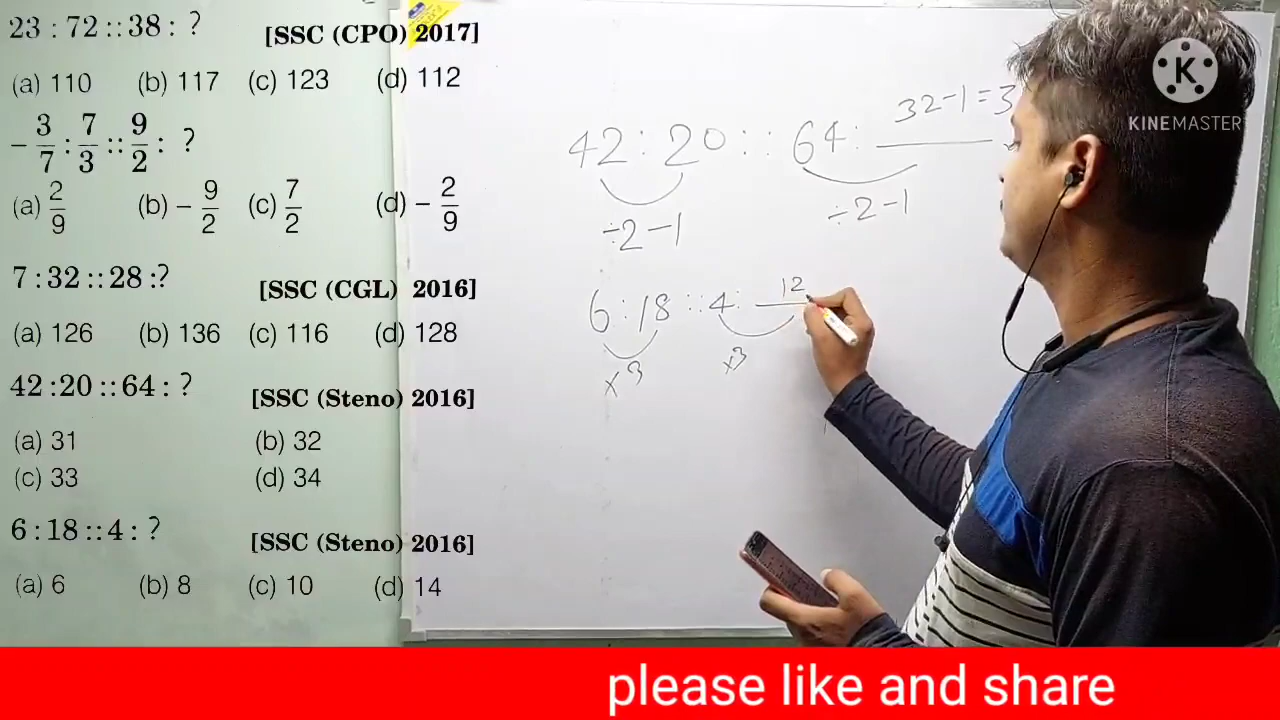 23 : 72 :: 38 : ?
[SSC (CPO) 2017]
(a) 110 (b) 117 (c) 123 (d) 112
- 3/7 : 7/3 :: 9/2 : ?
(a) 2/9 (b) - 9/2 (c) 7/2 (d) - 2/9
7 : 32 :: 28 :?
[SSC (CGL) 2016]
(a) 126 (b) 136 (c) 116 (d) 128
42 :20 :: 64 : ?
[SSC (Steno) 2016]
(a) 31 (b) 32
(c) 33 (d) 34
6 : 18 :: 4 : ?
[SSC (Steno) 2016]
(a) 6 (b) 8 (c) 10 (d) 14
32-1=3
42 : 20 :: 64 :
÷2-1 ÷2-1
6 : 18 :: 4 : 12
×3 ×3
K
KINEMASTER
please like and share